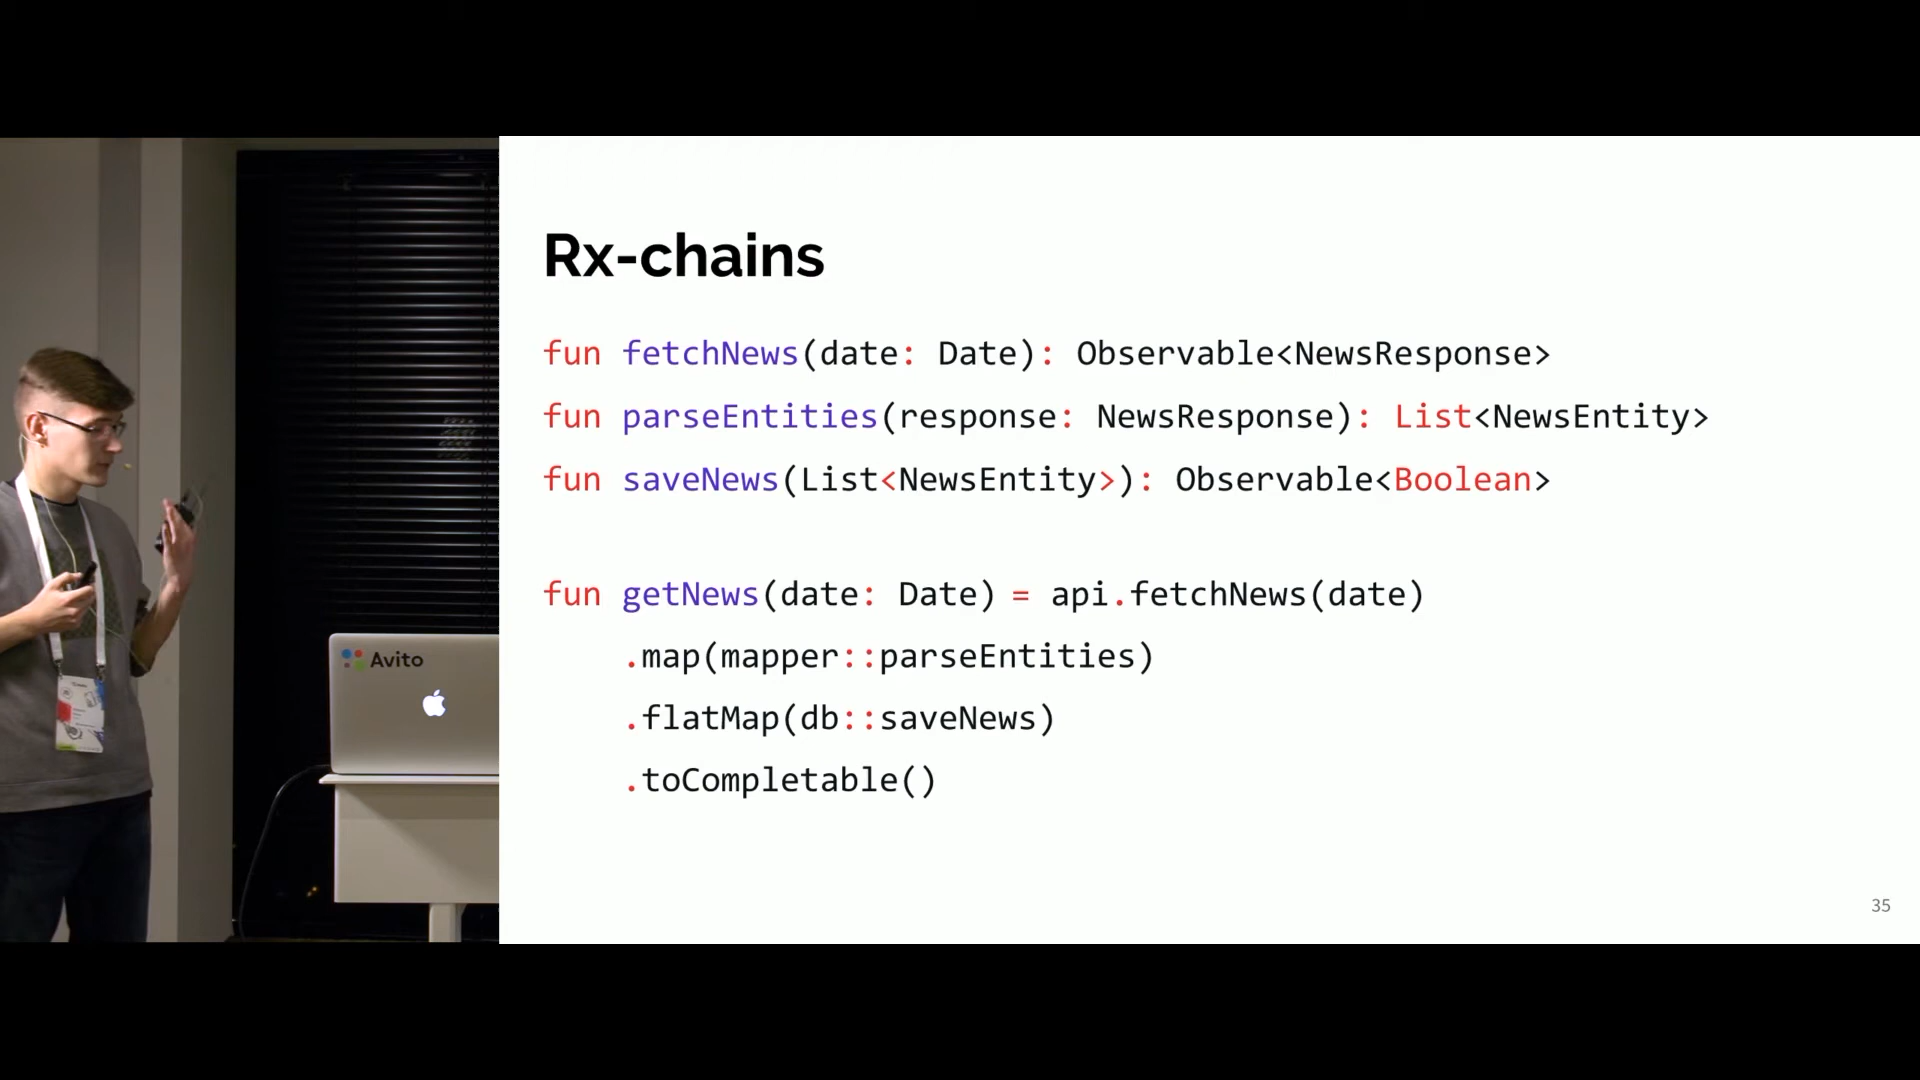 Rx-chains
fun fetchNews(date: Date): Observable<NewsResponse>
fun parseEntities(response: NewsResponse): List<NewsEntity>
fun saveNews(List<NewsEntity>): Observable<Boolean>
fun getNews(date: Date) = api.fetchNews(date)
.map(mapper::parseEntities)
.flatMap(db::saveNews)
.toCompletable()
35
Avito